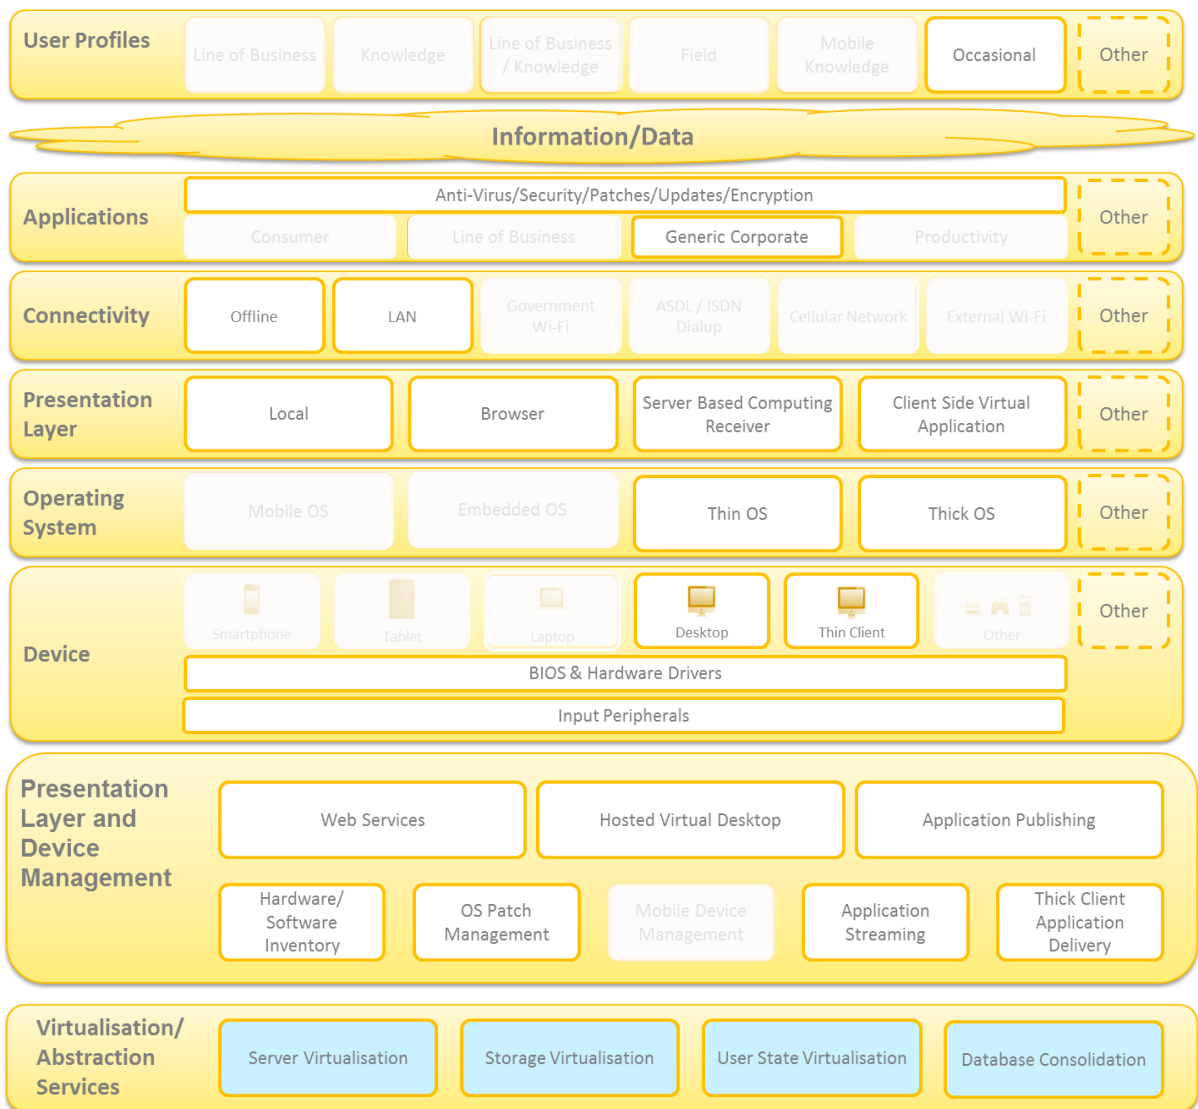 User Profiles
Line of Business
Knowledge
Line of Business
/ Knowledge
Field
Mobile
Knowledge
Occasional
Other
Information/Data
Applications
Anti-Virus/Security/Patches/Updates/Encryption
Consumer
Line of Business
Generic Corporate
Productivity
Other
Connectivity
Offline
LAN
Government
Wi-Fi
ASDL / ISDN
Dialup
Cellular Network
External Wi-Fi
Other
Presentation
Layer
Local
Browser
Server Based Computing
Receiver
Client Side Virtual
Application
Other
Operating
System
Mobile OS
Embedded OS
Thin OS
Thick OS
Other
Device
Smartphone
Tablet
Laptop
Desktop
Thin Client
Other
Other
BIOS & Hardware Drivers
Input Peripherals
Presentation
Layer and
Device
Management
Web Services
Hosted Virtual Desktop
Application Publishing
Hardware/
Software
Inventory
OS Patch
Management
Mobile Device
Management
Application
Streaming
Thick Client
Application
Delivery
Virtualisation/
Abstraction
Services
Server Virtualisation
Storage Virtualisation
User State Virtualisation
Database Consolidation